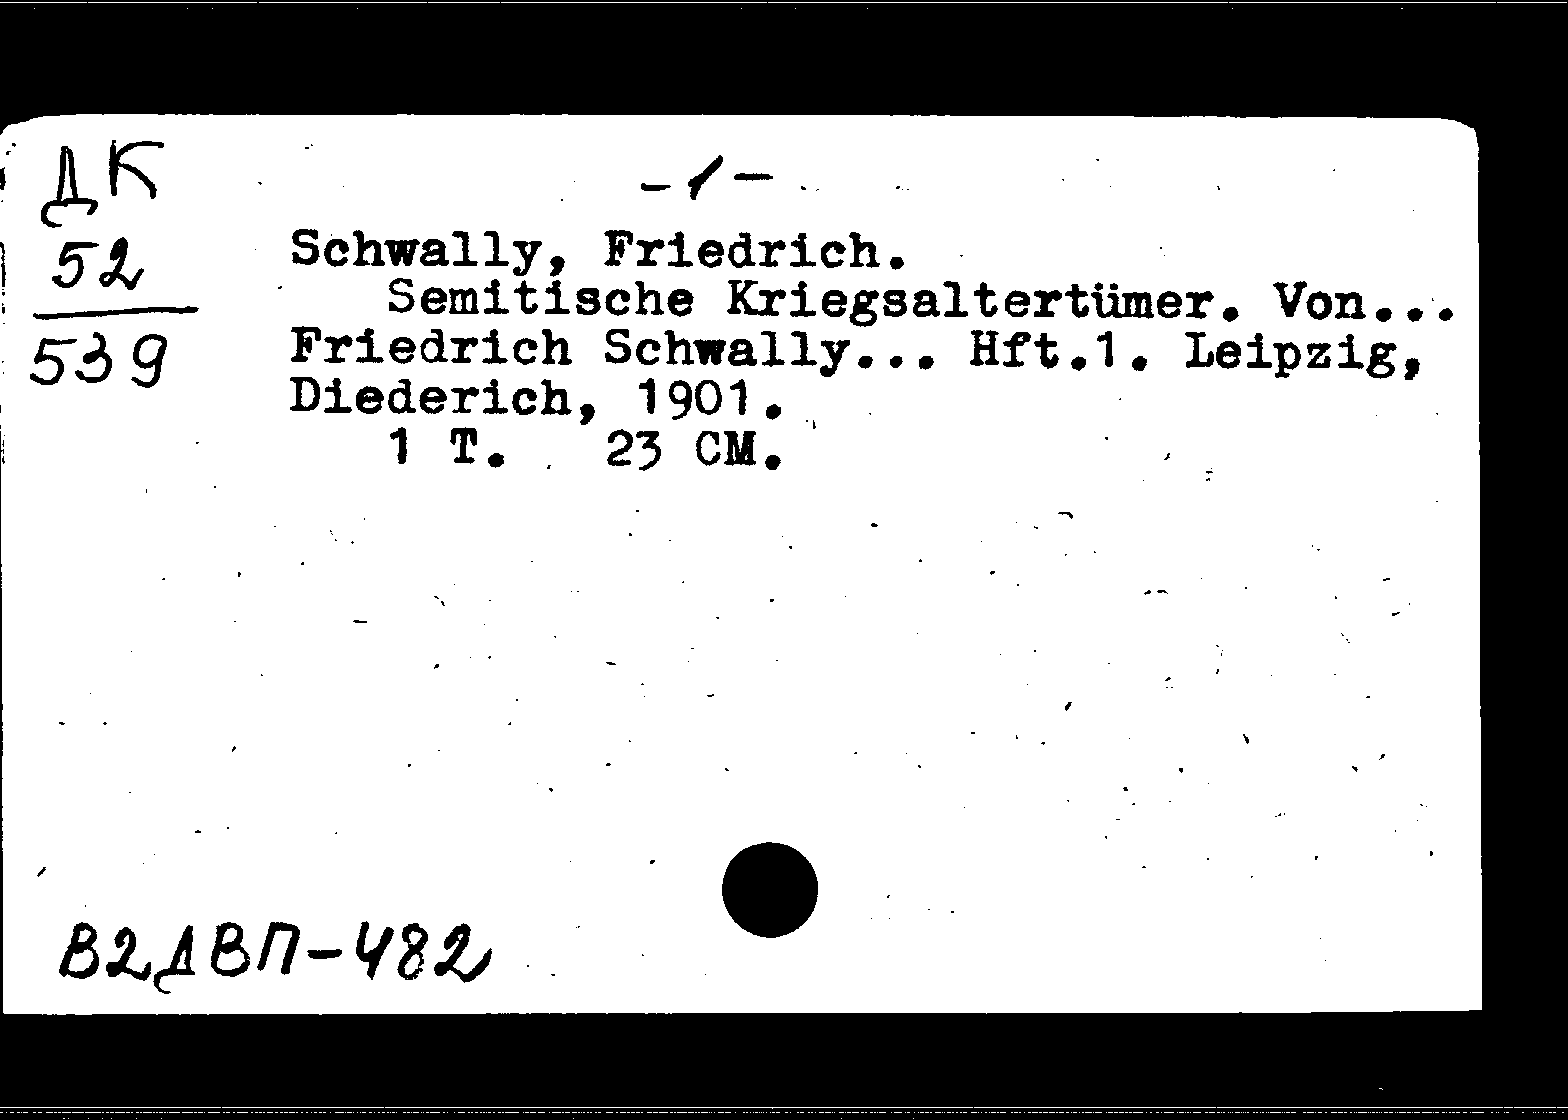 ДК
-1-
52
539
Schwally, Friedrich.
Semitische Kriegsaltertümer. Von...
Friedrich Schwally... Hft.1. Leipzig,
Diederich, 1901.
1 T. 23 CM.
В2ДВП-482